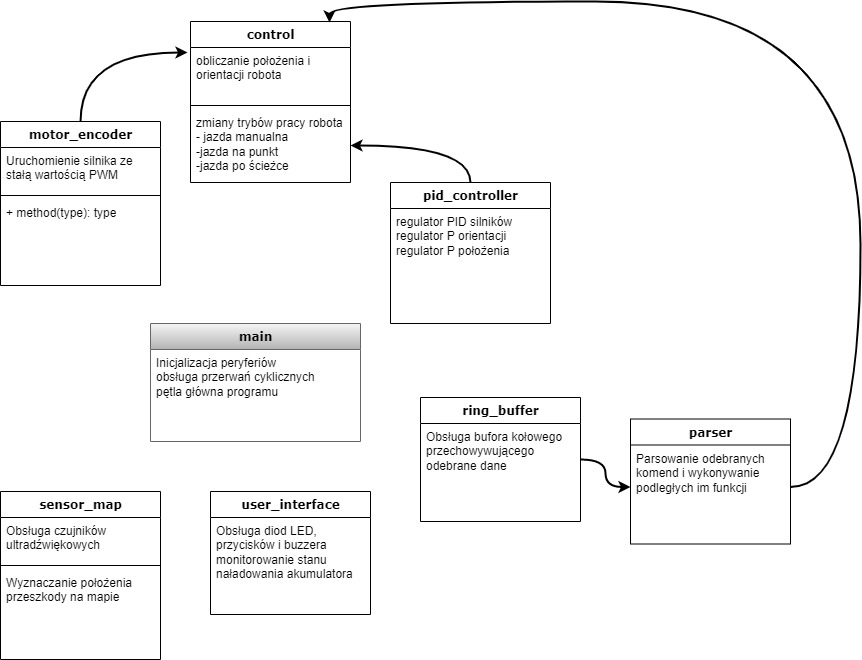 control
obliczanie położenia i
orientacji robota
zmiany trybów pracy robota
- jazda manualna
-jazda na punkt
-jazda po ścieźce
motor_encoder
Uruchomienie silnika ze
stałą wartością PWM
+ method(type): type
pid_controller
regulator PID silników
regulator P orientacji
regulator P położenia
main
Inicjalizacja peryferiów
obsługa przerwań cyklicznych
pętla główna programu
ring_buffer
Obsługa bufora kołowego
przechowywującego
odebrane dane
parser
Parsowanie odebranych
komend i wykonywanie
podległych im funkcji
sensor_map
Obsługa czujników
ultradźwiękowych
Wyznaczanie położenia
przeszkody na mapie
user_interface
Obsługa diod LED,
przycisków i buzzera
monitorowanie stanu
naładowania akumulatora